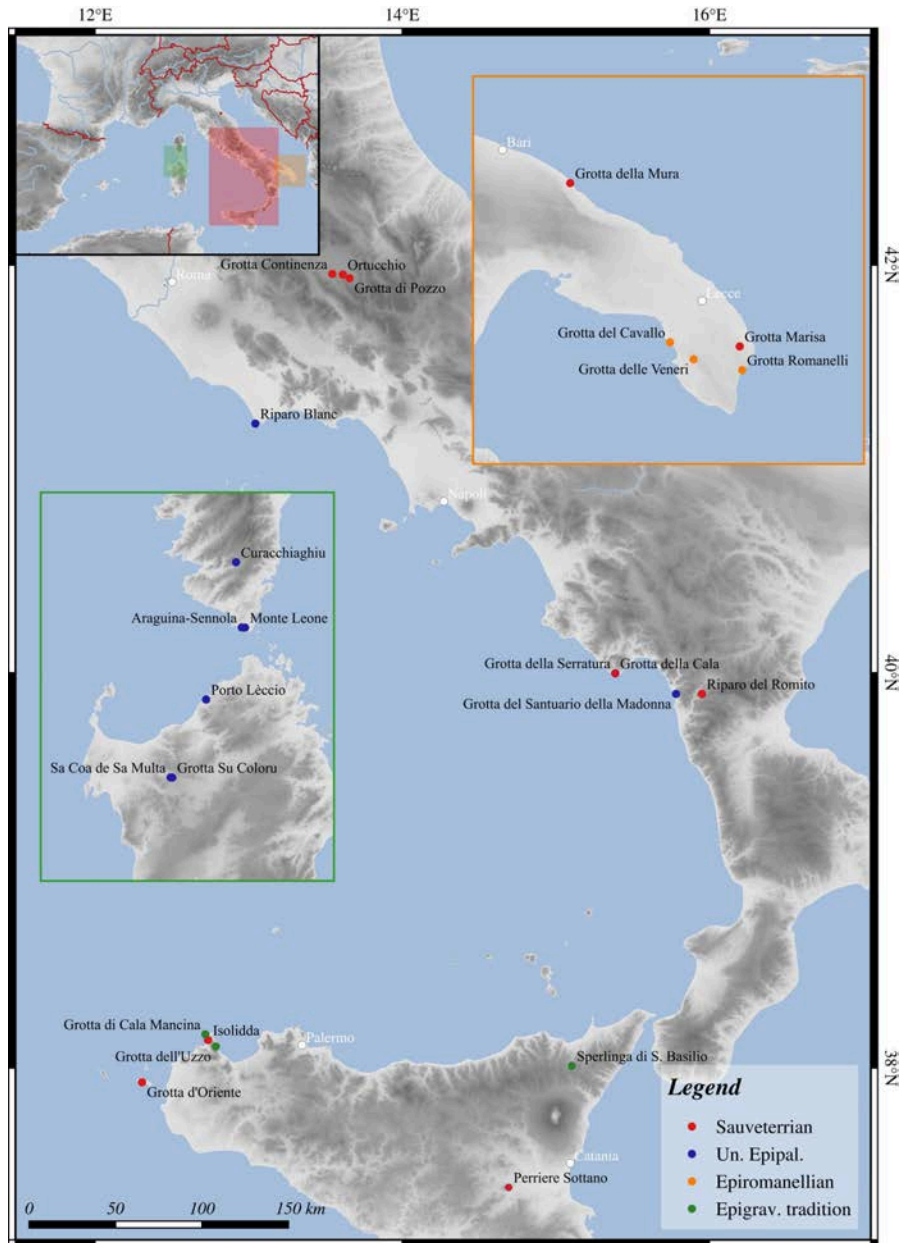 12°E
14°E
16°E
Bari
Grotta della Mura
Lecce
Grotta del Cavallo
Grotta Marisa
Grotta delle Veneri
Grotta Romanelli
42°N
Grotta Continenza
Ortucchio
Roma
Grotta di Pozzo
Riparo Blanc
Napoli
Curacchiaghiu
Araguina-Sennola
Monte Leone
Porto Lèccio
Sa Coa de Sa Multa
Grotta Su Coloru
40°N
Grotta della Serratura
Grotta della Cala
Riparo del Romito
Grotta del Santuario della Madonna
Grotta di Cala Mancina
Isolidda
Palermo
Grotta dell'Uzzo
Grotta d'Oriente
Sperlinga di S. Basilio
38°N
Catania
Perriere Sottano
Legend
Sauveterrian
Un. Epipal.
Epiromanellian
Epigrav. tradition
0 50 100 150 km